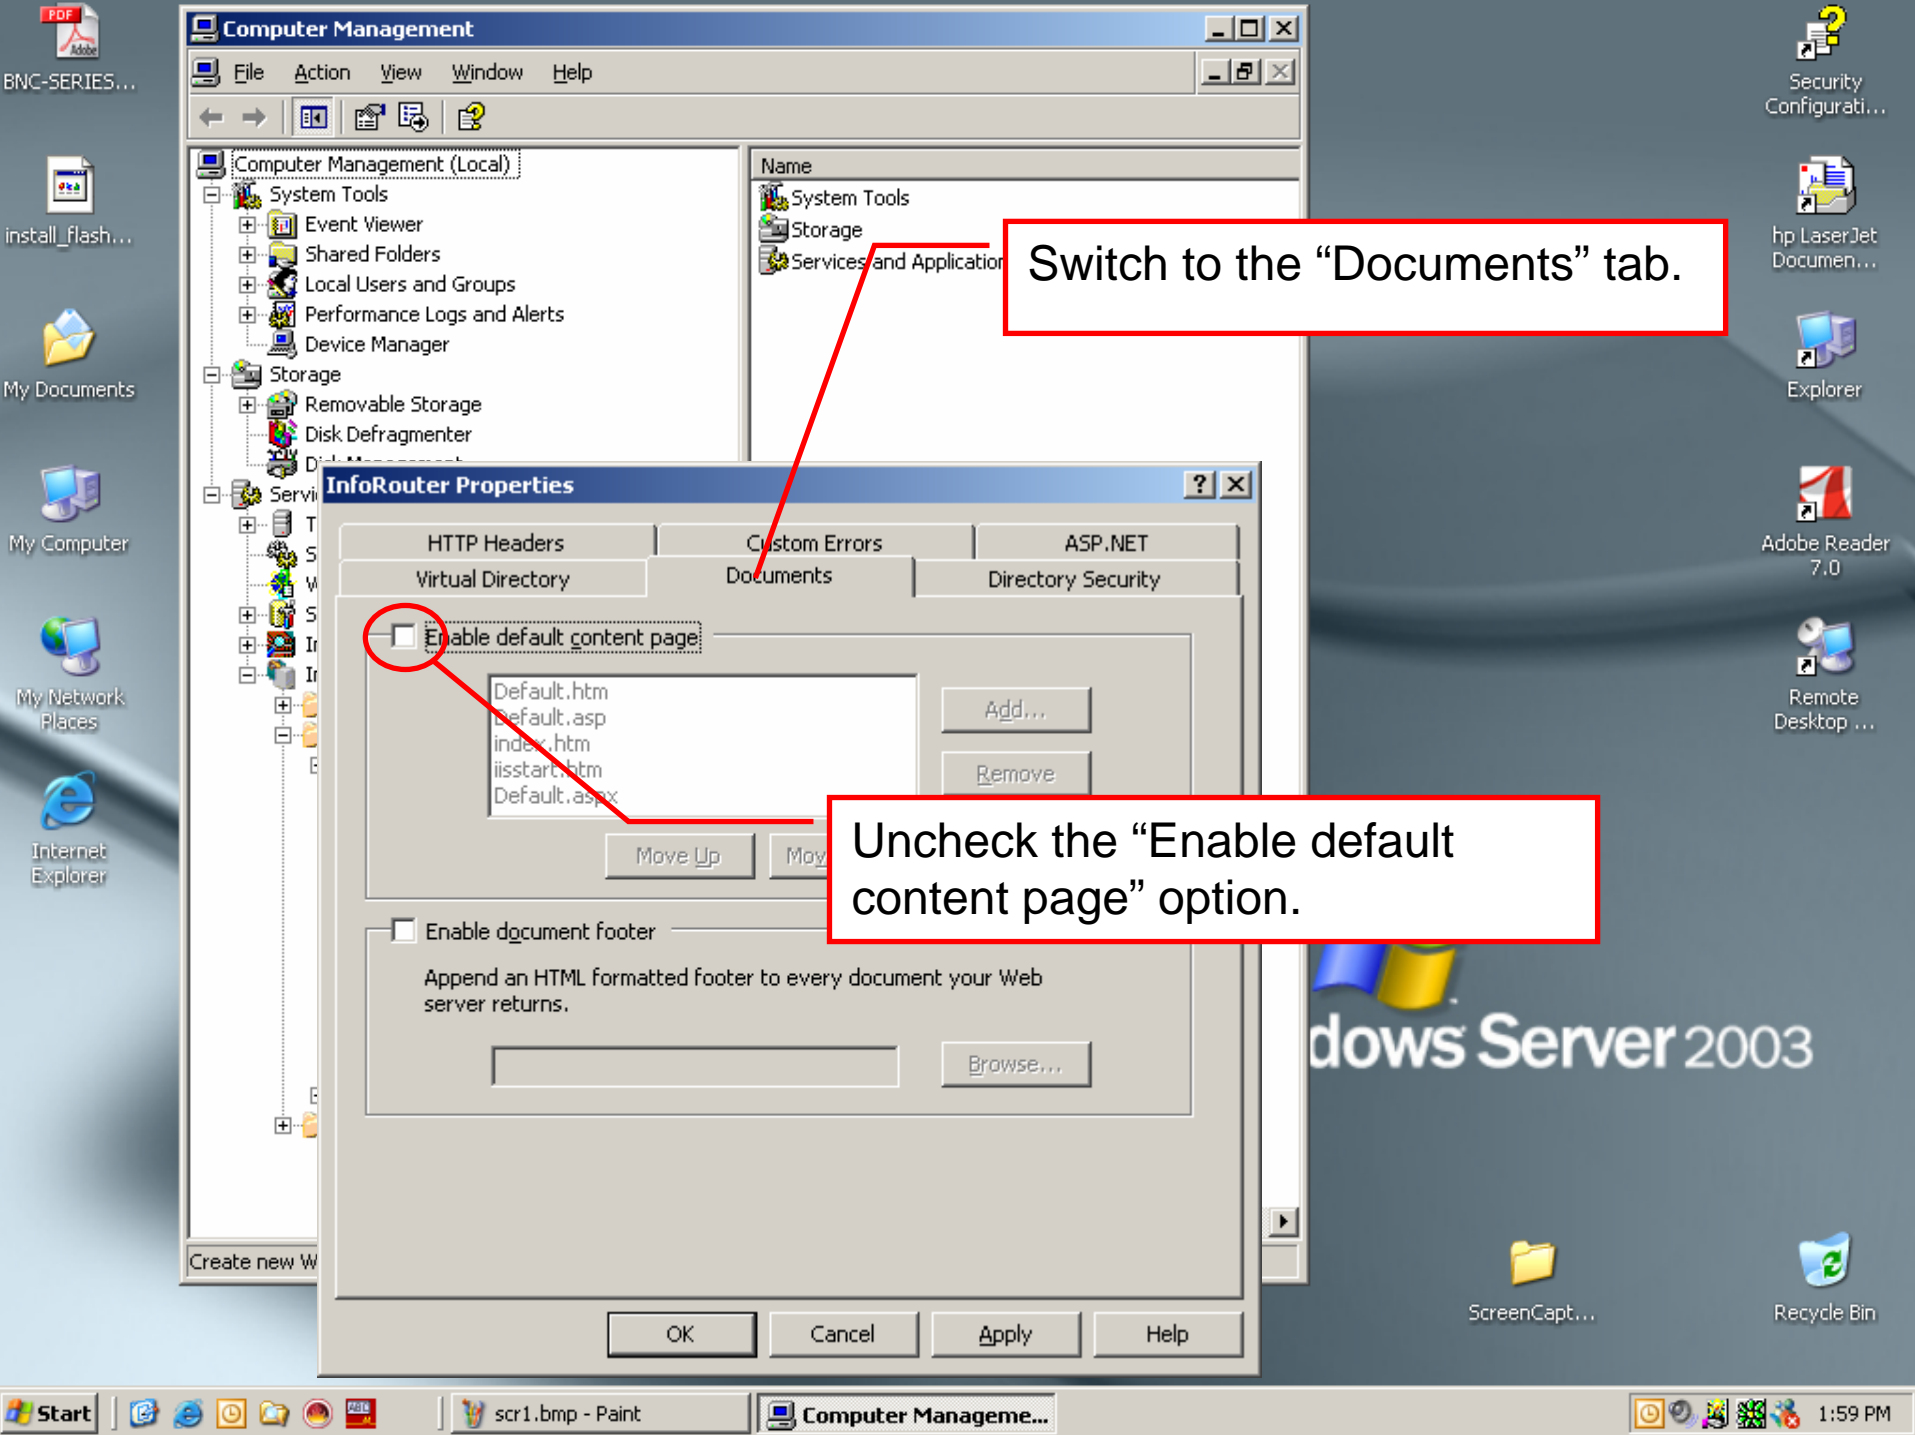 PDF
Adobe
BNC-SERIES...
install_flash...
My Documents
My Computer
My Network
Places
Internet
Explorer
Computer Management
File Action View Window Help
Computer Management (Local)
System Tools
Event Viewer
Shared Folders
Local Users and Groups
Performance Logs and Alerts
Device Manager
Storage
Removable Storage
Disk Defragmenter
Name
System Tools
Storage
Services and Application
Switch to the “Documents” tab.
InfoRouter Properties
HTTP Headers Custom Errors ASP.NET
Virtual Directory Documents Directory Security
Enable default content page
Default.htm
Default.asp
index.htm
iisstart.htm
Default.aspx
Add...
Remove
Move Up
Uncheck the “Enable default
content page” option.
Enable document footer
Append an HTML formatted footer to every document your Web
server returns.
Browse...
OK Cancel Apply Help
Create new W
Security
Configurati...
hp LaserJet
Documen...
Explorer
Adobe Reader
7.0
Remote
Desktop ...
dows Server 2003
ScreenCapt...
Recycle Bin
Start
scr1.bmp - Paint
Computer Manageme...
1:59 PM